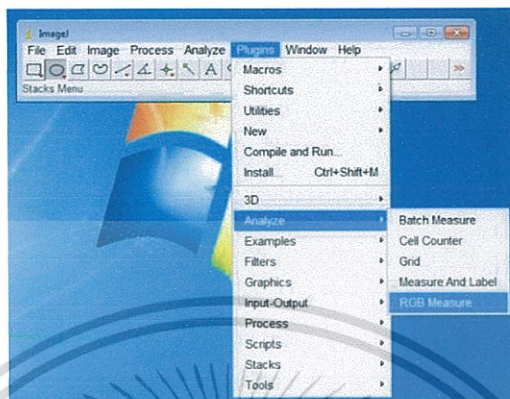 ImageJ
File Edit Image Process Analyze Plugins Window Help
A
>>
Stacks Menu
Macros
Shortcuts
Utilities
New
Compile and Run...
Install... Ctrl+Shift+M
3D
Analyze
Examples
Filters
Graphics
Input-Output
Process
Scripts
Stacks
Tools
Batch Measure
Cell Counter
Grid
Measure And Label
RGB Measure